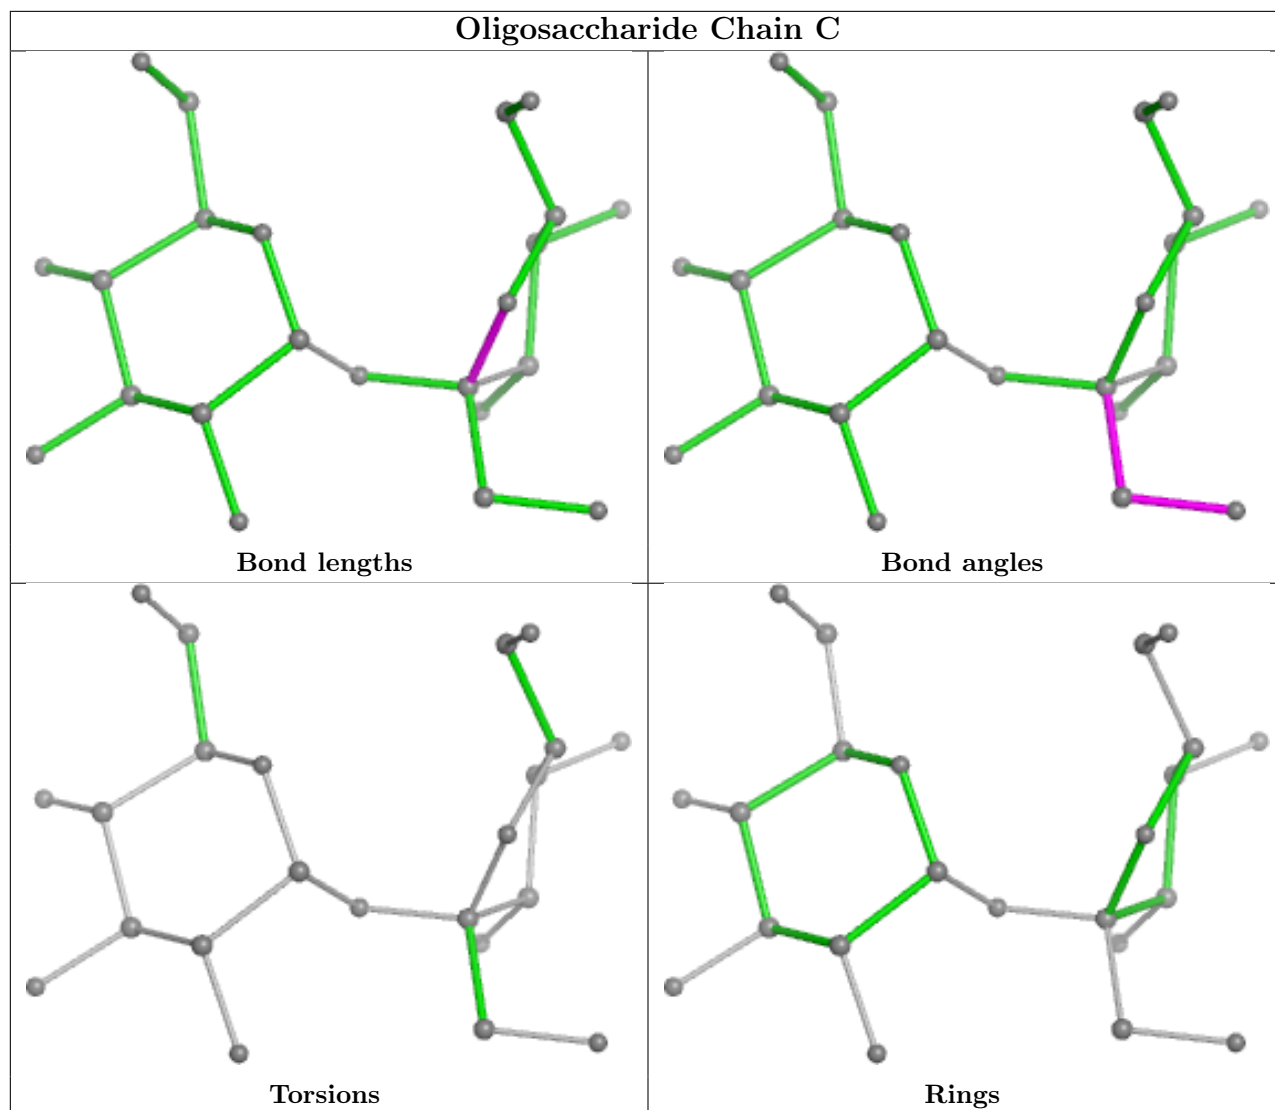 Oligosaccharide Chain C
Bond lengths
Bond angles
Torsions
Rings